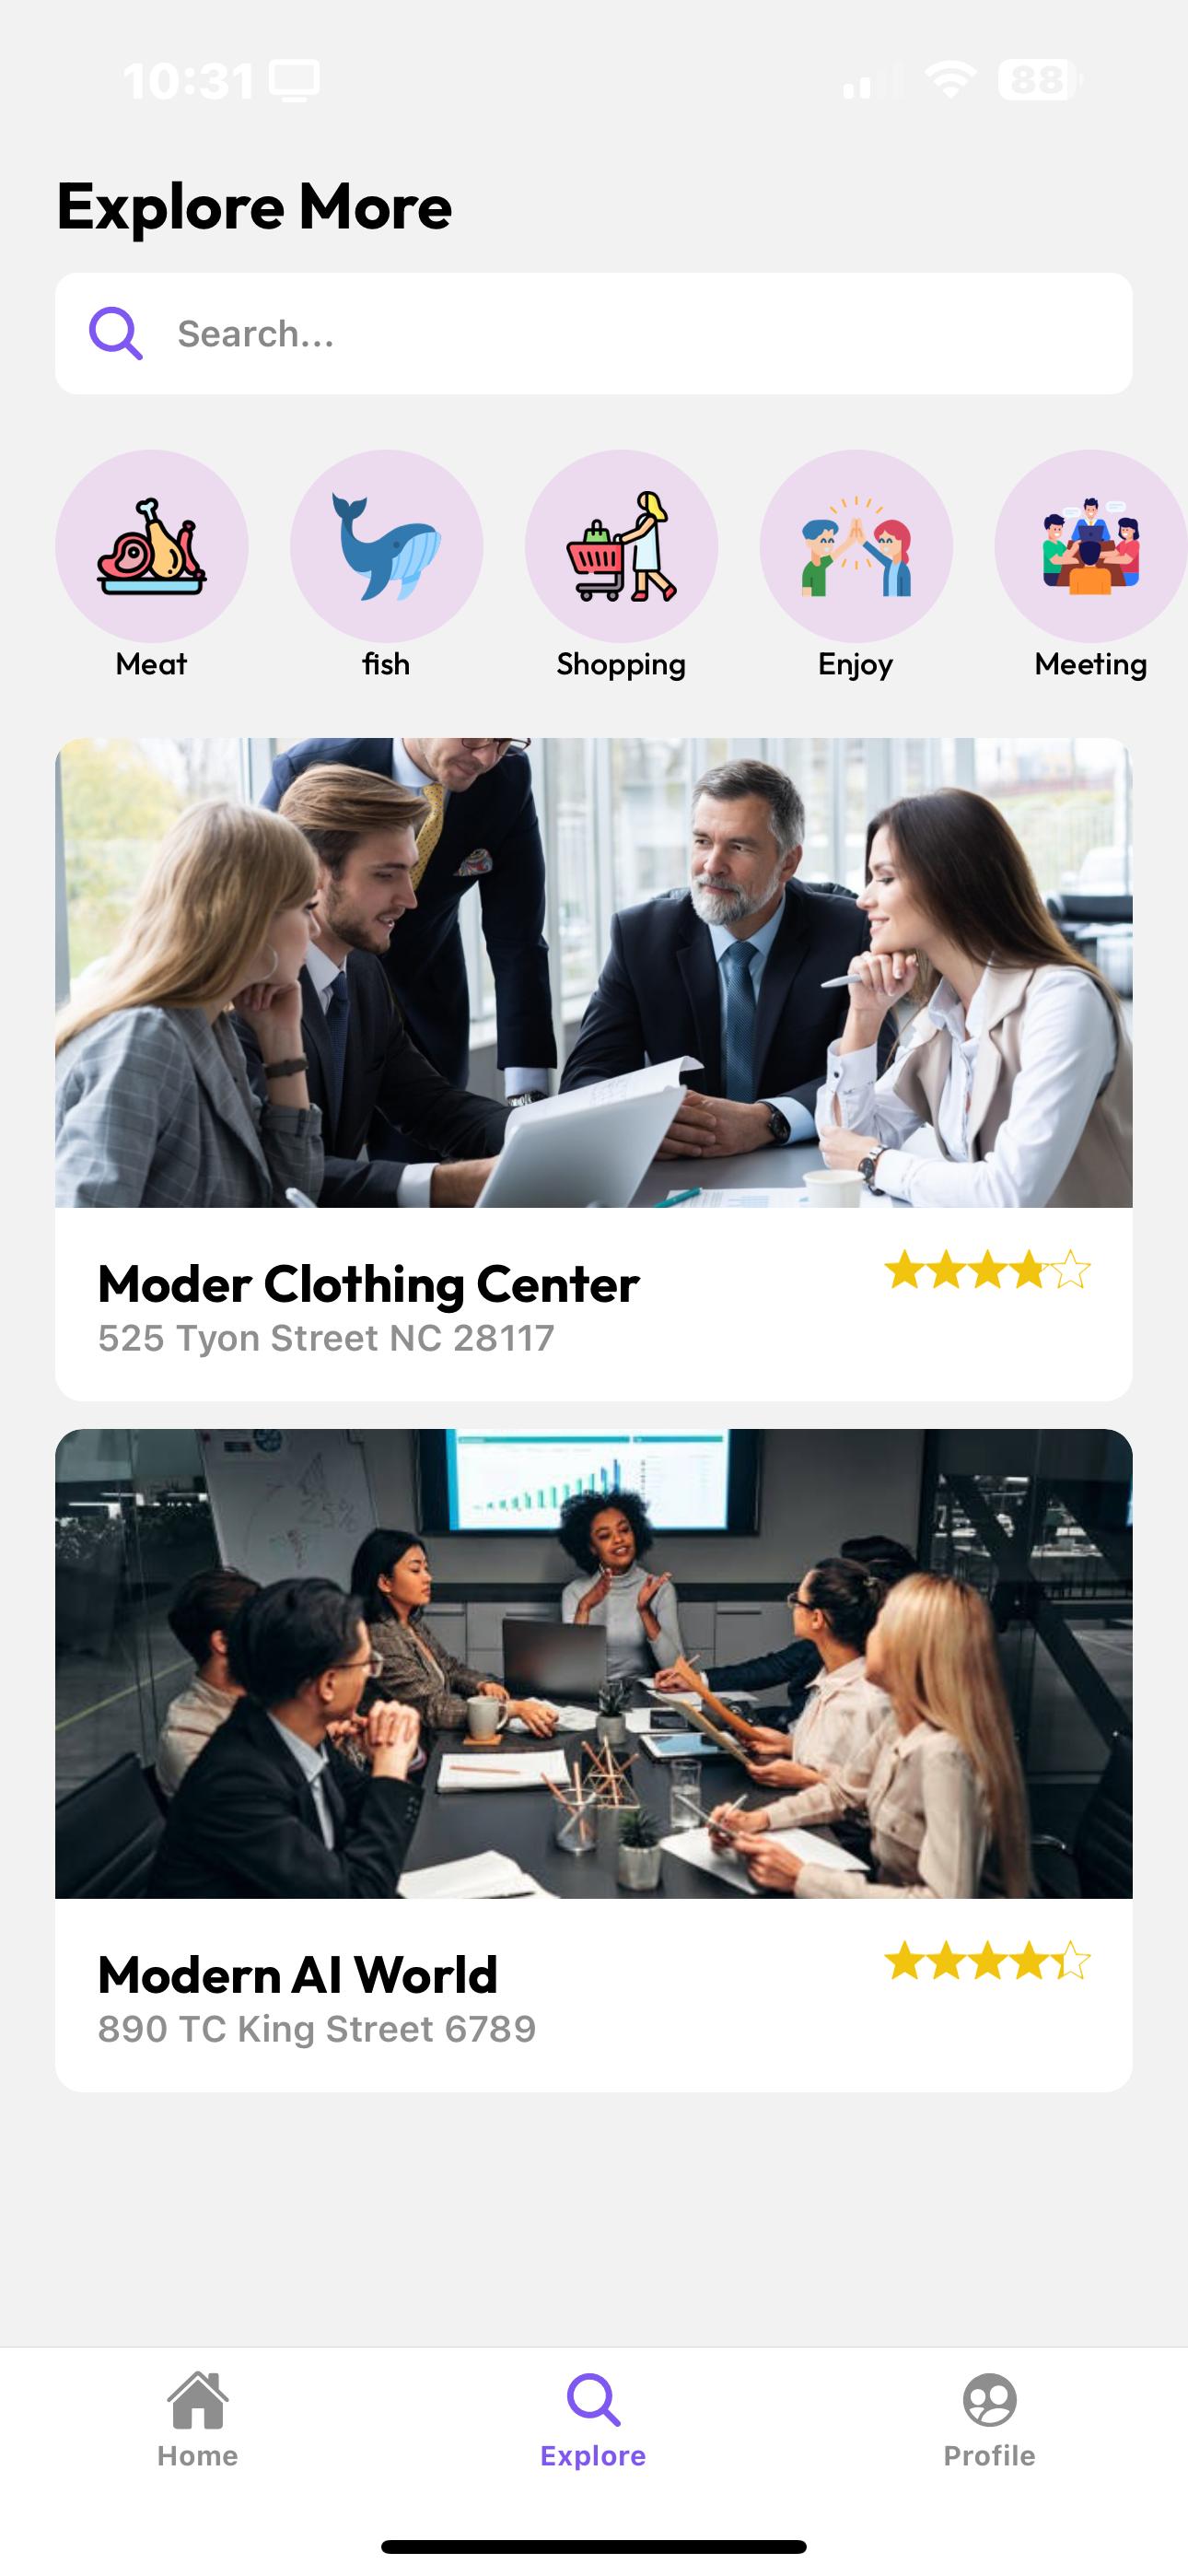 10:31
88
Explore More
Search...
Meat
fish
Shopping
Enjoy
Meeting
Moder Clothing Center
525 Tyon Street NC 28117
Modern AI World
890 TC King Street 6789
Home
Explore
Profile